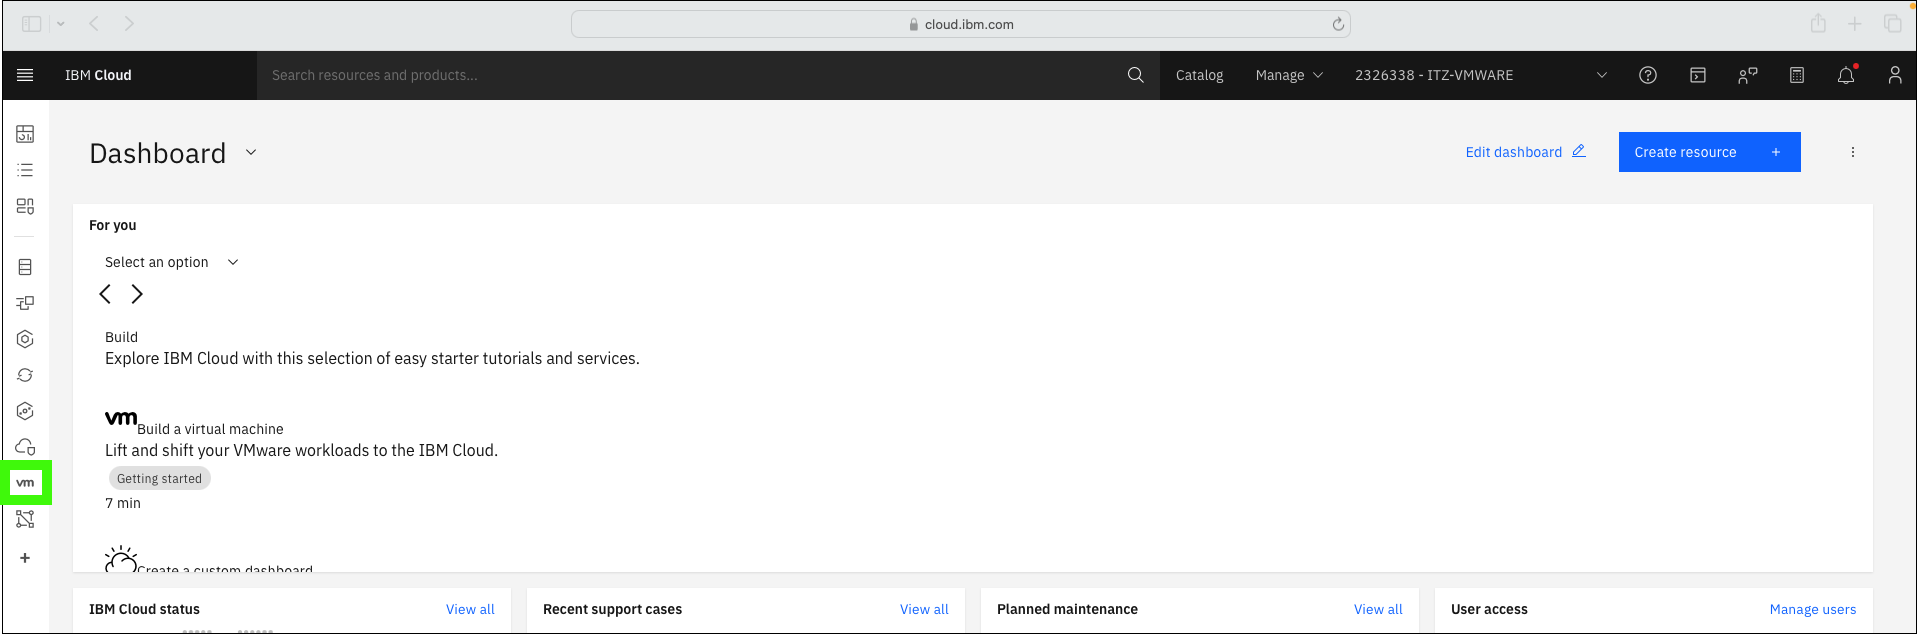 cloud.ibm.com
IBM Cloud
Search resources and products...
Catalog
Manage
2326338 - ITZ-VMWARE
Dashboard
Edit dashboard
Create resource +
For you
Select an option
Build
Explore IBM Cloud with this selection of easy starter tutorials and services.
vm
Build a virtual machine
Lift and shift your VMware workloads to the IBM Cloud.
Getting started
7 min
vm
Create a custom dashboard
IBM Cloud status
View all
Recent support cases
View all
Planned maintenance
View all
User access
Manage users